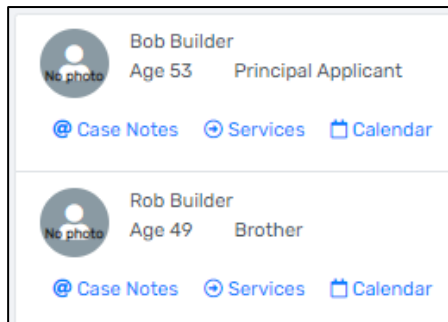 Bob Builder
No photo
Age 53 Principal Applicant
@ Case Notes Services Calendar
Rob Builder
No photo
Age 49 Brother
@ Case Notes Services Calendar